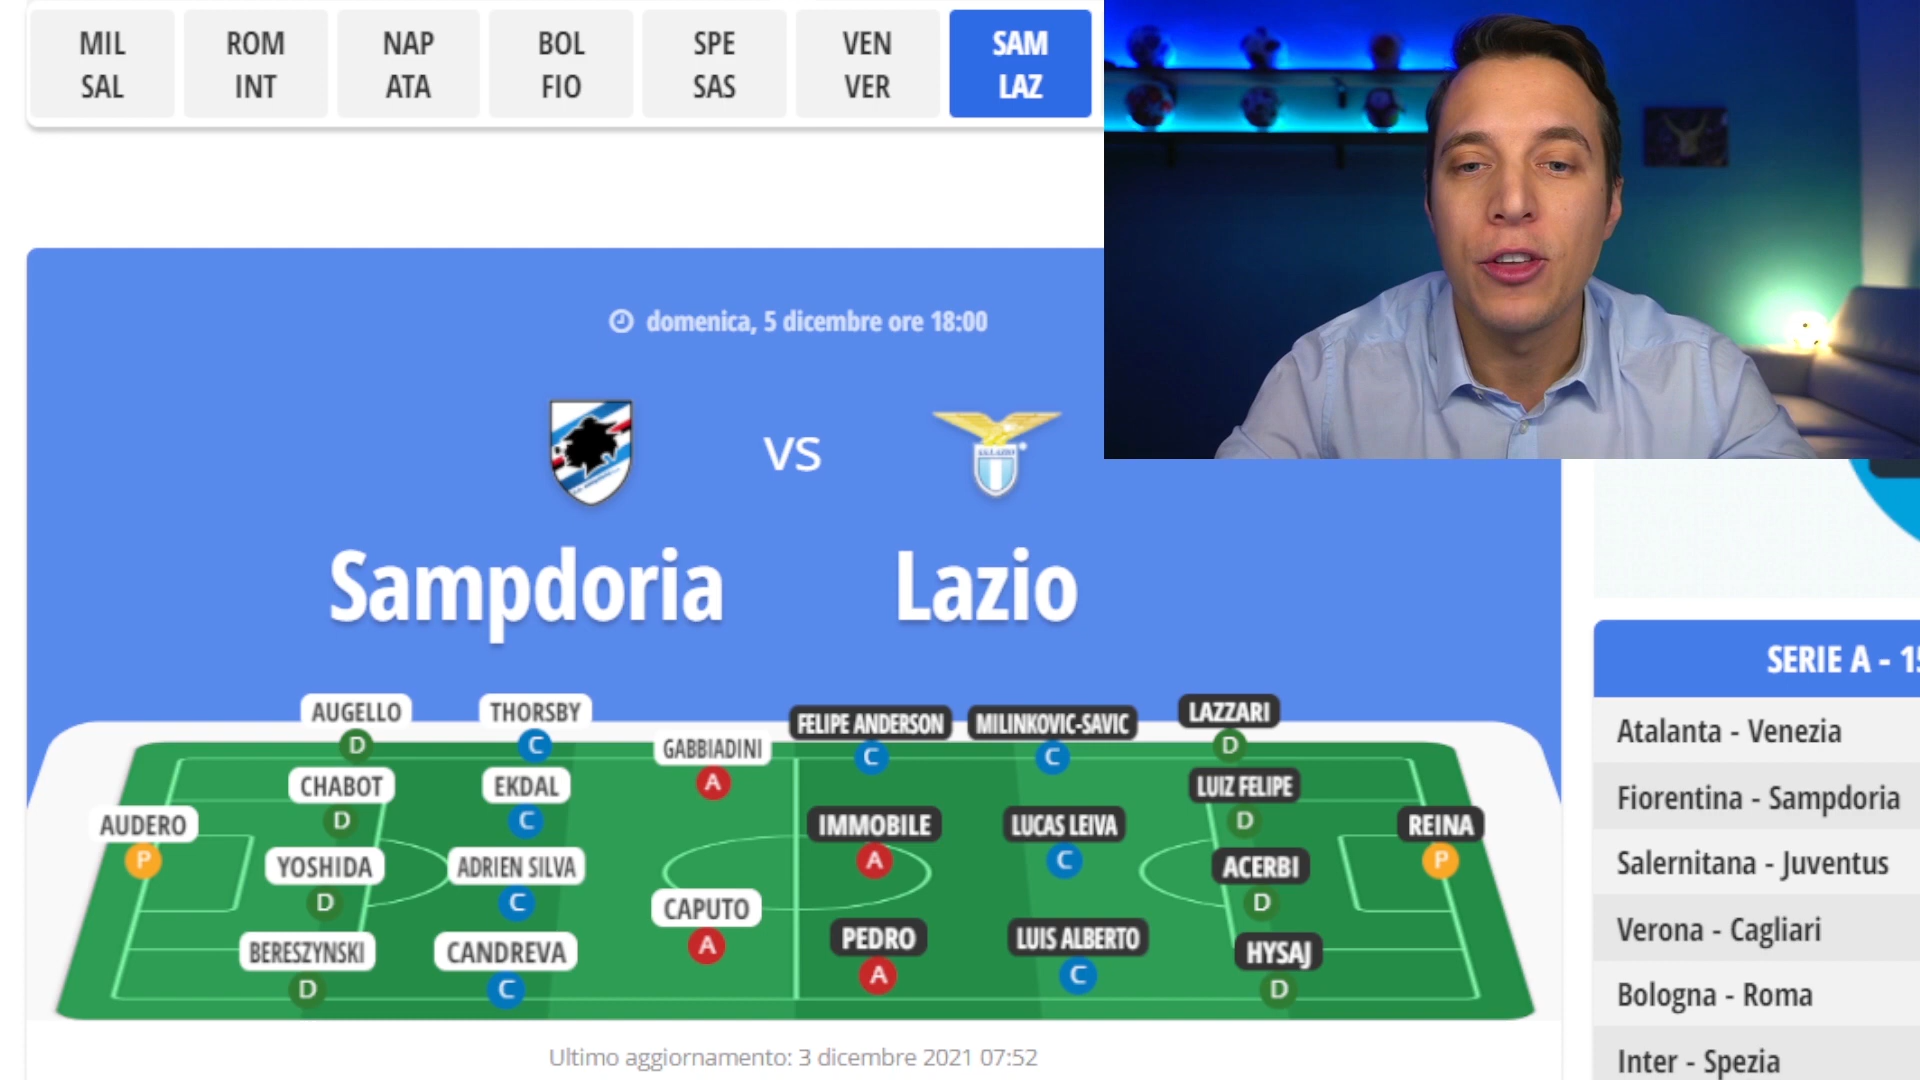 MIL
SAL
ROM
INT
NAP
ATA
BOL
FIO
SPE
SAS
VEN
VER
SAM
LAZ
domenica, 5 dicembre ore 18:00
VS
Sampdoria
Lazio
AUGELLO
D
THORSBY
C
GABBIADINI
A
CHABOT
D
EKDAL
C
AUDERO
P
YOSHIDA
D
ADRIEN SILVA
C
CAPUTO
A
BERESZYNSKI
D
CANDREVA
C
FELIPE ANDERSON
C
MILINKOVIC-SAVIC
C
LAZZARI
D
LUIZ FELIPE
D
IMMOBILE
A
LUCAS LEIVA
C
REINA
P
ACERBI
D
PEDRO
A
LUIS ALBERTO
C
HYSAJ
D
Ultimo aggiornamento: 3 dicembre 2021 07:52
SERIE A - 15
Atalanta - Venezia
Fiorentina - Sampdoria
Salernitana - Juventus
Verona - Cagliari
Bologna - Roma
Inter - Spezia